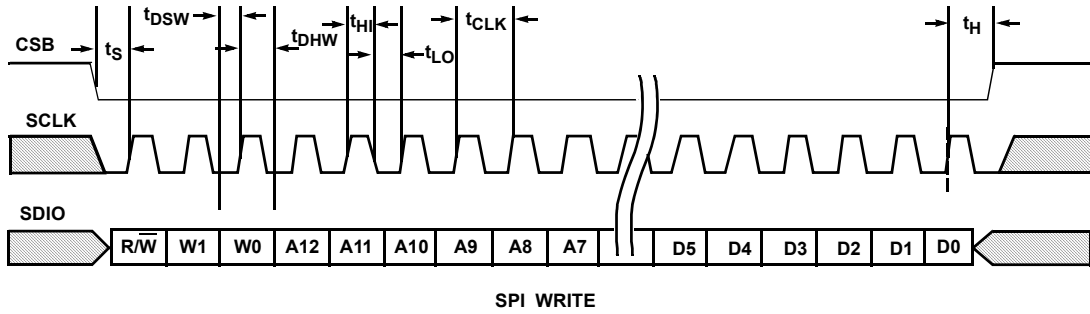 tDSW tHI tCLK tH
CSB tS tDHW tLO
SCLK
SDIO
R/W̅ W1 W0 A12 A11 A10 A9 A8 A7 D5 D4 D3 D2 D1 D0
SPI WRITE